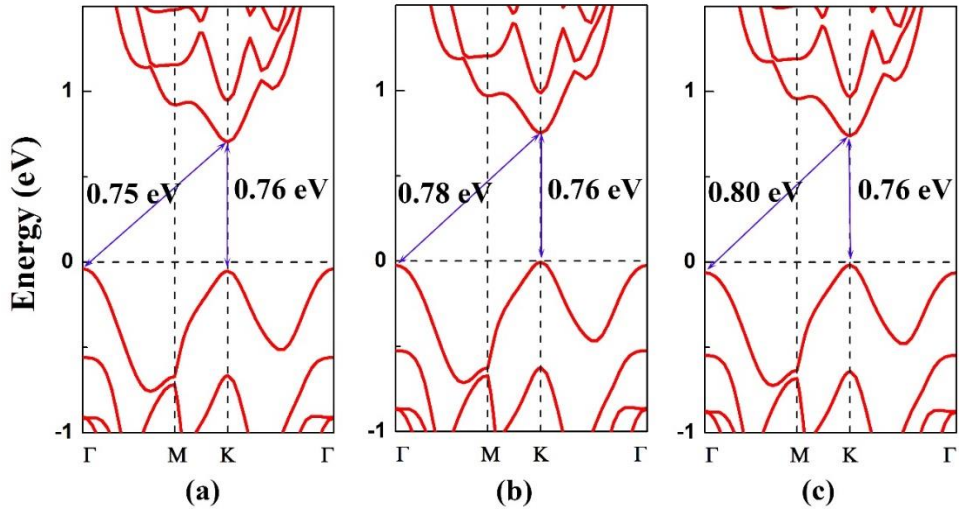 Energy (eV)
1
0
-1
0.75 eV
0.76 eV
Γ
M
K
Γ
(a)
1
0
-1
0.78 eV
0.76 eV
Γ
M
K
Γ
(b)
1
0
-1
0.80 eV
0.76 eV
Γ
M
K
Γ
(c)